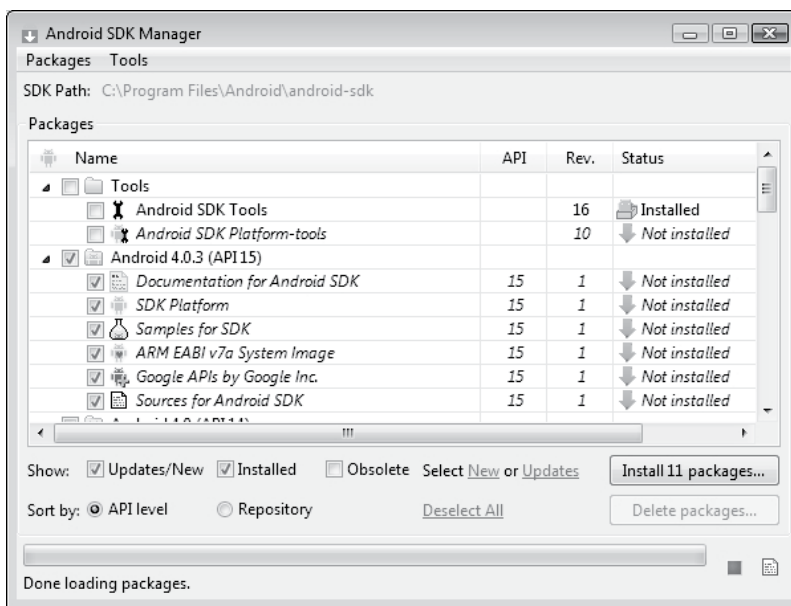 Android SDK Manager
Packages Tools
SDK Path: C:\Program Files\Android\android-sdk
Packages
Name API Rev. Status
Tools
Android SDK Tools 16 Installed
Android SDK Platform-tools 10 Not installed
Android 4.0.3 (API 15)
Documentation for Android SDK 15 1 Not installed
SDK Platform 15 1 Not installed
Samples for SDK 15 1 Not installed
ARM EABI v7a System Image 15 1 Not installed
Google APIs by Google Inc. 15 1 Not installed
Sources for Android SDK 15 1 Not installed
Show: Updates/New Installed Obsolete Select New or Updates Install 11 packages...
Sort by: API level Repository Deselect All Delete packages...
Done loading packages.